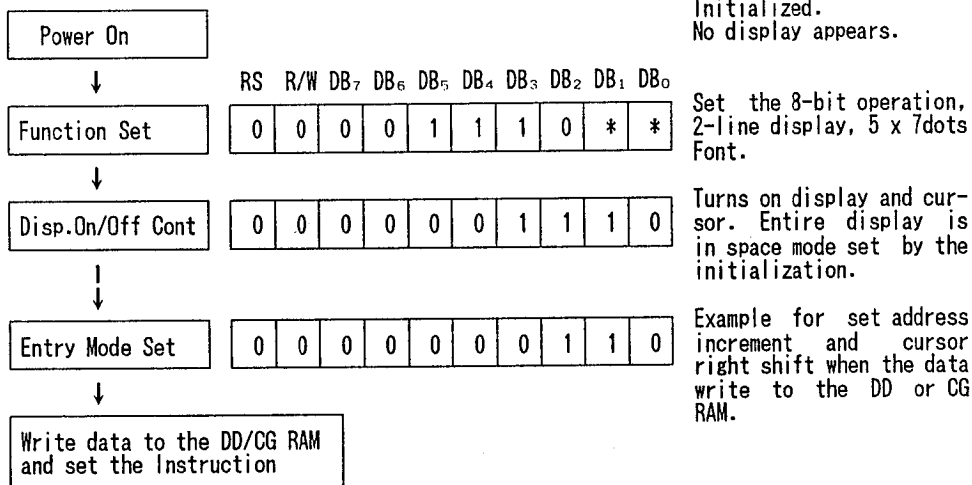 Initialized.
Power On
No display appears.
RS R/W DB₇ DB₆ DB₅ DB₄ DB₃ DB₂ DB₁ DB₀
Function Set
0 0 0 0 1 1 1 0 * *
Set the 8-bit operation,
2-line display, 5 x 7dots
Font.
Disp.On/Off Cont
0 0 0 0 0 0 1 1 1 0
Turns on display and cur-
sor. Entire display is
in space mode set by the
initialization.
Entry Mode Set
0 0 0 0 0 0 0 1 1 0
Example for set address
increment and cursor
right shift when the data
write to the DD or CG
RAM.
Write data to the DD/CG RAM
and set the Instruction